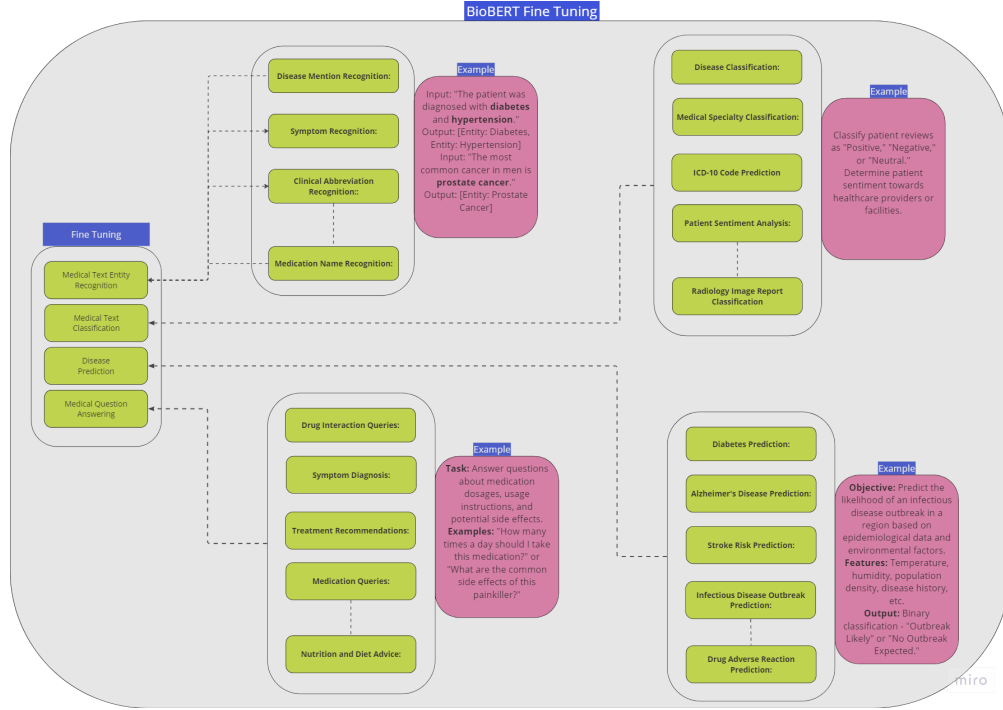 BioBERT Fine Tuning
Fine Tuning
Medical Text Entity
Recognition
Medical Text
Classification
Disease
Prediction
Medical Question
Answering
Disease Mention Recognition:
Symptom Recognition:
Clinical Abbreviation
Recognition::
Medication Name Recognition:
Example
Input: "The patient was
diagnosed with diabetes
and hypertension."
Output: [Entity: Diabetes,
Entity: Hypertension]
Input: "The most
common cancer in men is
prostate cancer."
Output: [Entity: Prostate
Cancer]
Disease Classification:
Medical Specialty Classification:
ICD-10 Code Prediction
Patient Sentiment Analysis:
Radiology Image Report
Classification
Example
Classify patient reviews
as "Positive," "Negative,"
or "Neutral."
Determine patient
sentiment towards
healthcare providers or
facilities.
Drug Interaction Queries:
Symptom Diagnosis:
Treatment Recommendations:
Medication Queries:
Nutrition and Diet Advice:
Example
Task: Answer questions
about medication
dosages, usage
instructions, and
potential side effects.
Examples: "How many
times a day should I take
this medication?" or
"What are the common
side effects of this
painkiller?"
Diabetes Prediction:
Alzheimer's Disease Prediction:
Stroke Risk Prediction:
Infectious Disease Outbreak
Prediction:
Drug Adverse Reaction
Prediction:
Example
Objective: Predict the
likelihood of an infectious
disease outbreak in a
region based on
epidemiological data and
environmental factors.
Features: Temperature,
humidity, population
density, disease history,
etc.
Output: Binary
classification - "Outbreak
Likely" or "No Outbreak
Expected."
miro